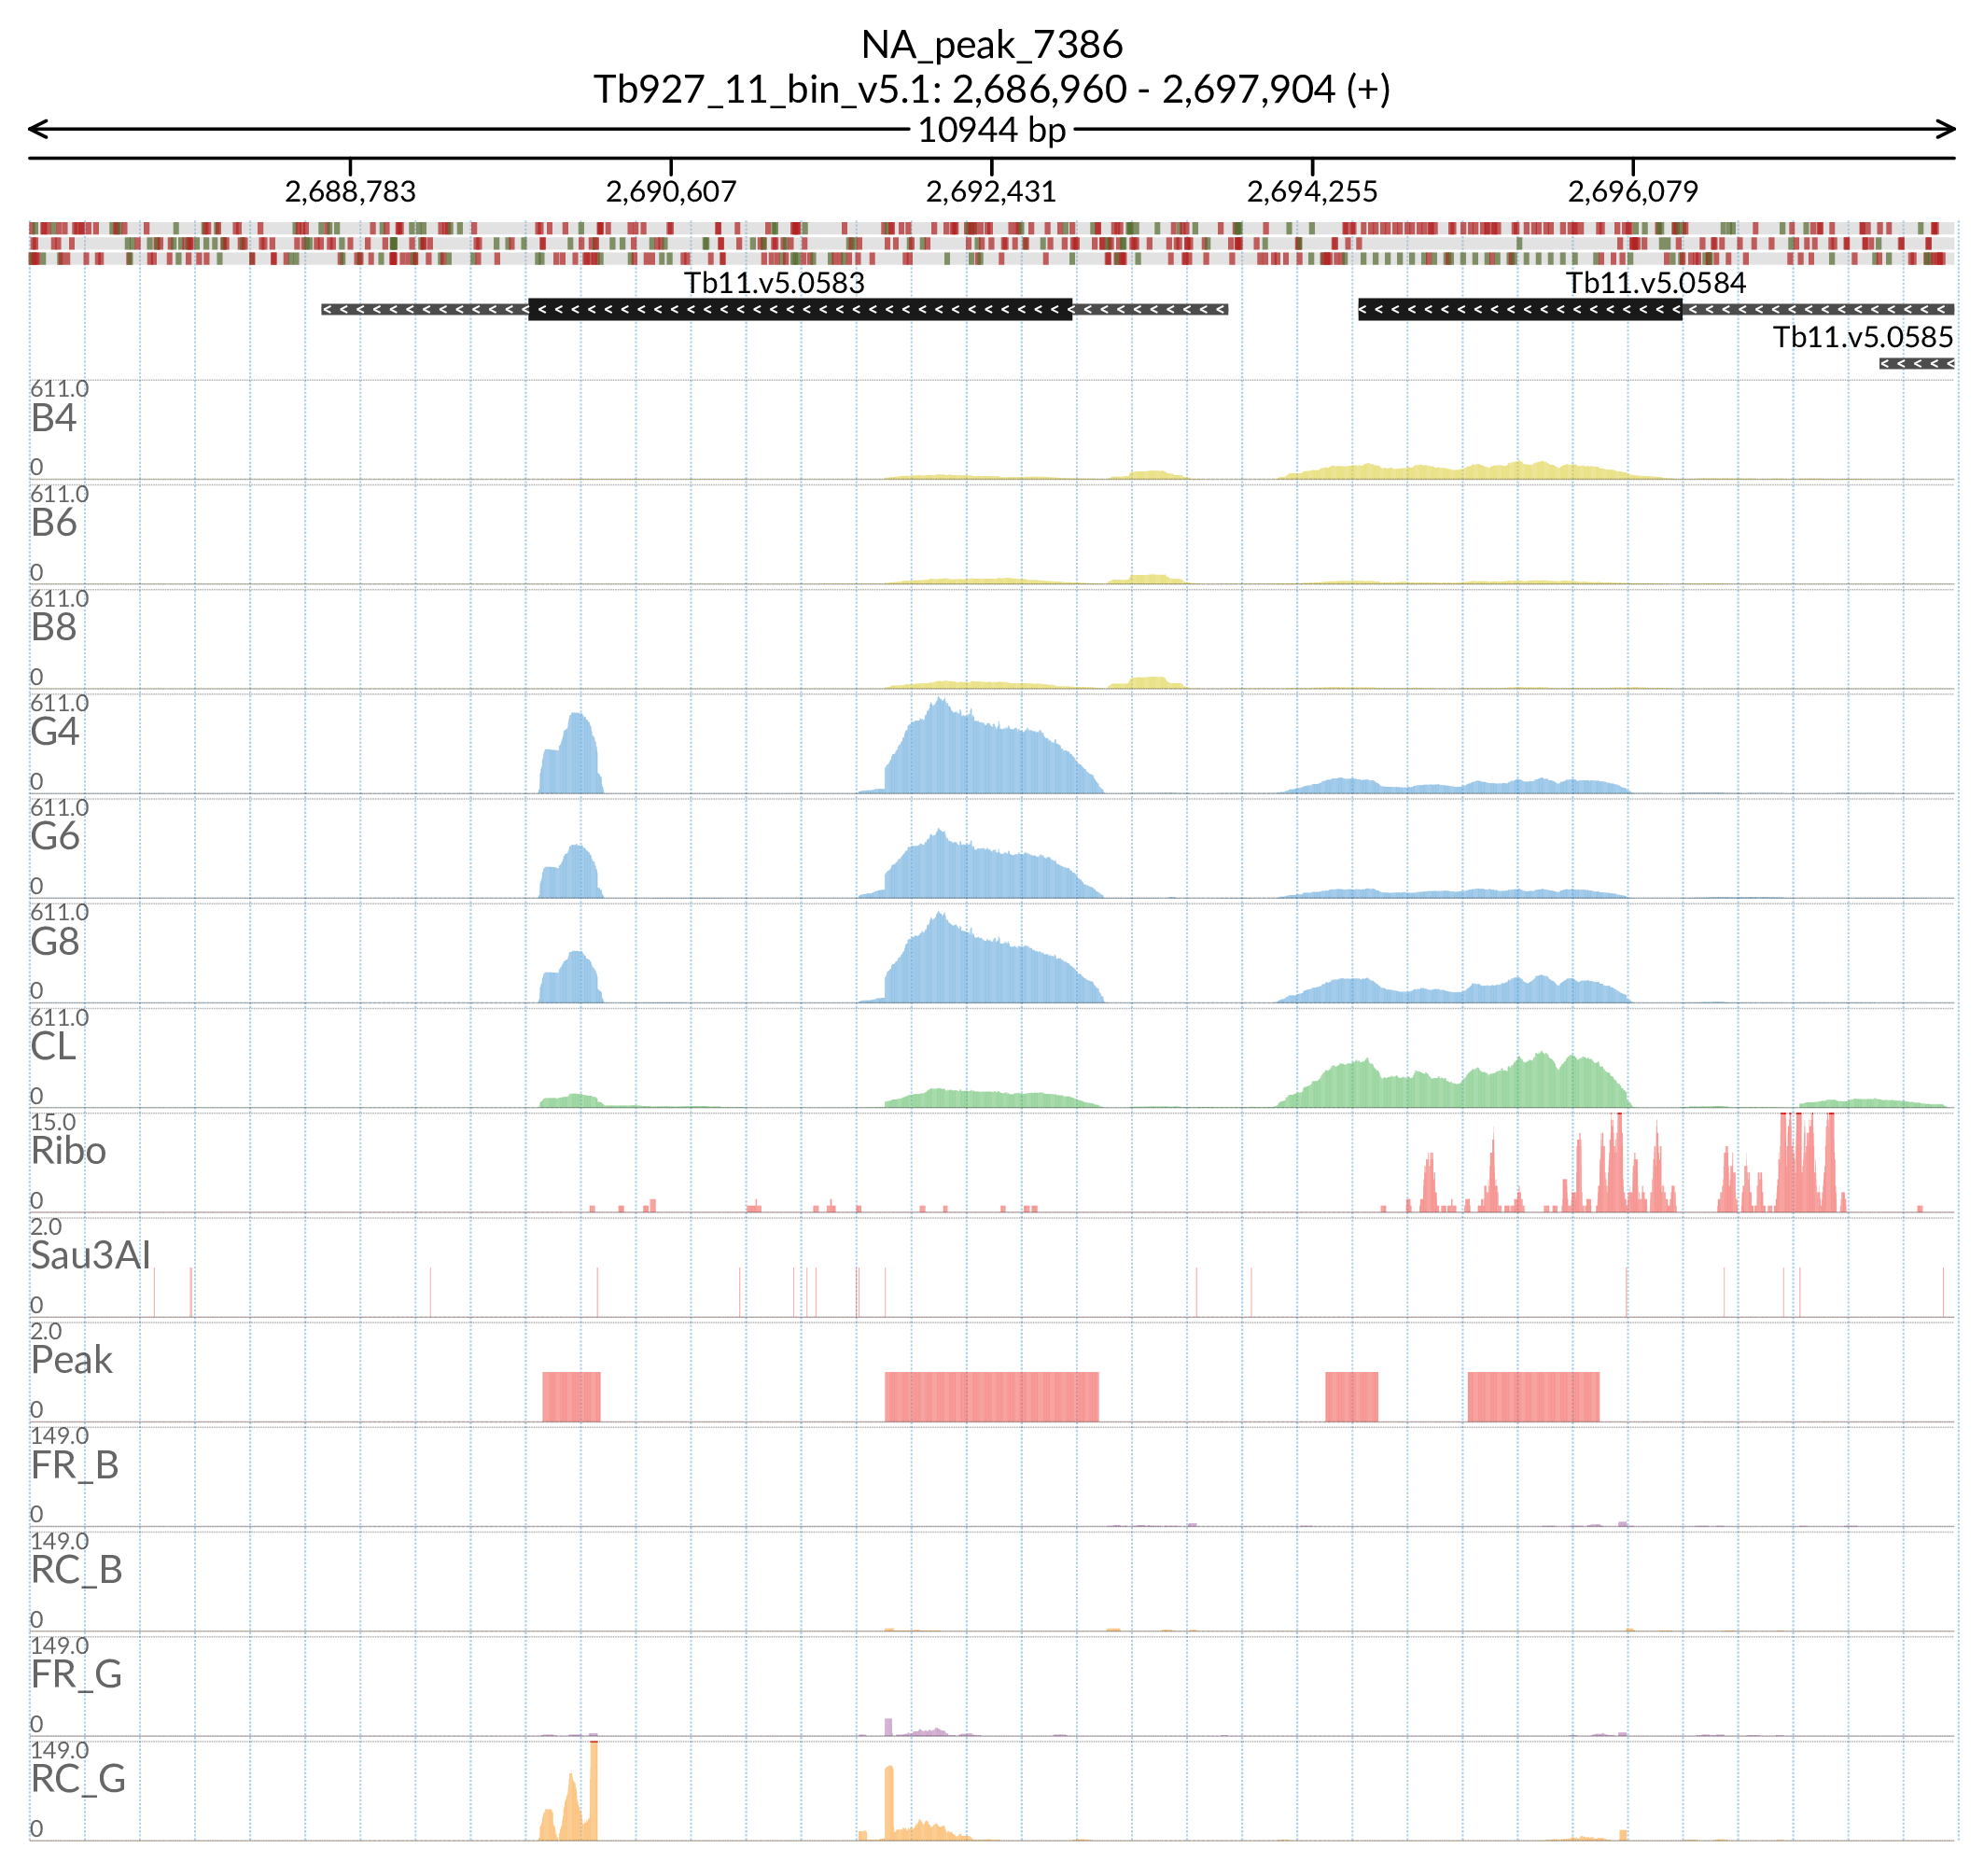 NA_peak_7386
Tb927_11_bin_v5.1: 2,686,960 - 2,697,904 (+)
10944 bp
2,688,783 2,690,607 2,692,431 2,694,255 2,696,079
Tb11.v5.0583 Tb11.v5.0584
Tb11.v5.0585
611.0
B4
0
611.0
B6
0
611.0
B8
0
611.0
G4
0
611.0
G6
0
611.0
G8
0
611.0
CL
0
15.0
Ribo
0
2.0
Sau3AI
0
2.0
Peak
0
149.0
FR_B
0
149.0
RC_B
0
149.0
FR_G
0
149.0
RC_G
0